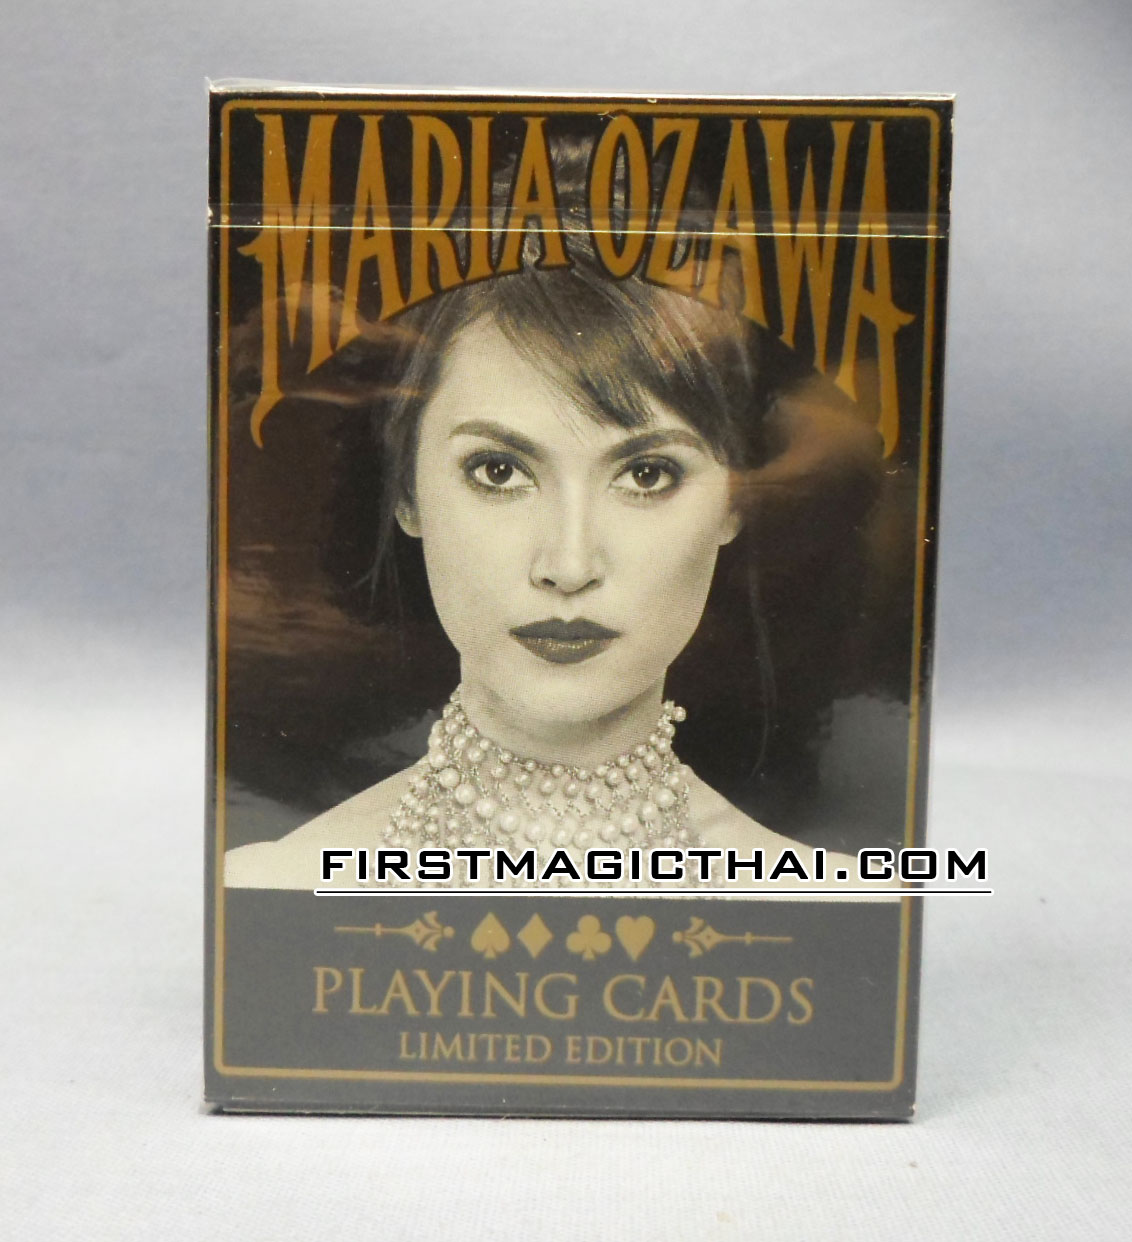 MARIA OZAWA
FIRSTMAGICTHAI.COM
PLAYING CARDS
LIMITED EDITION